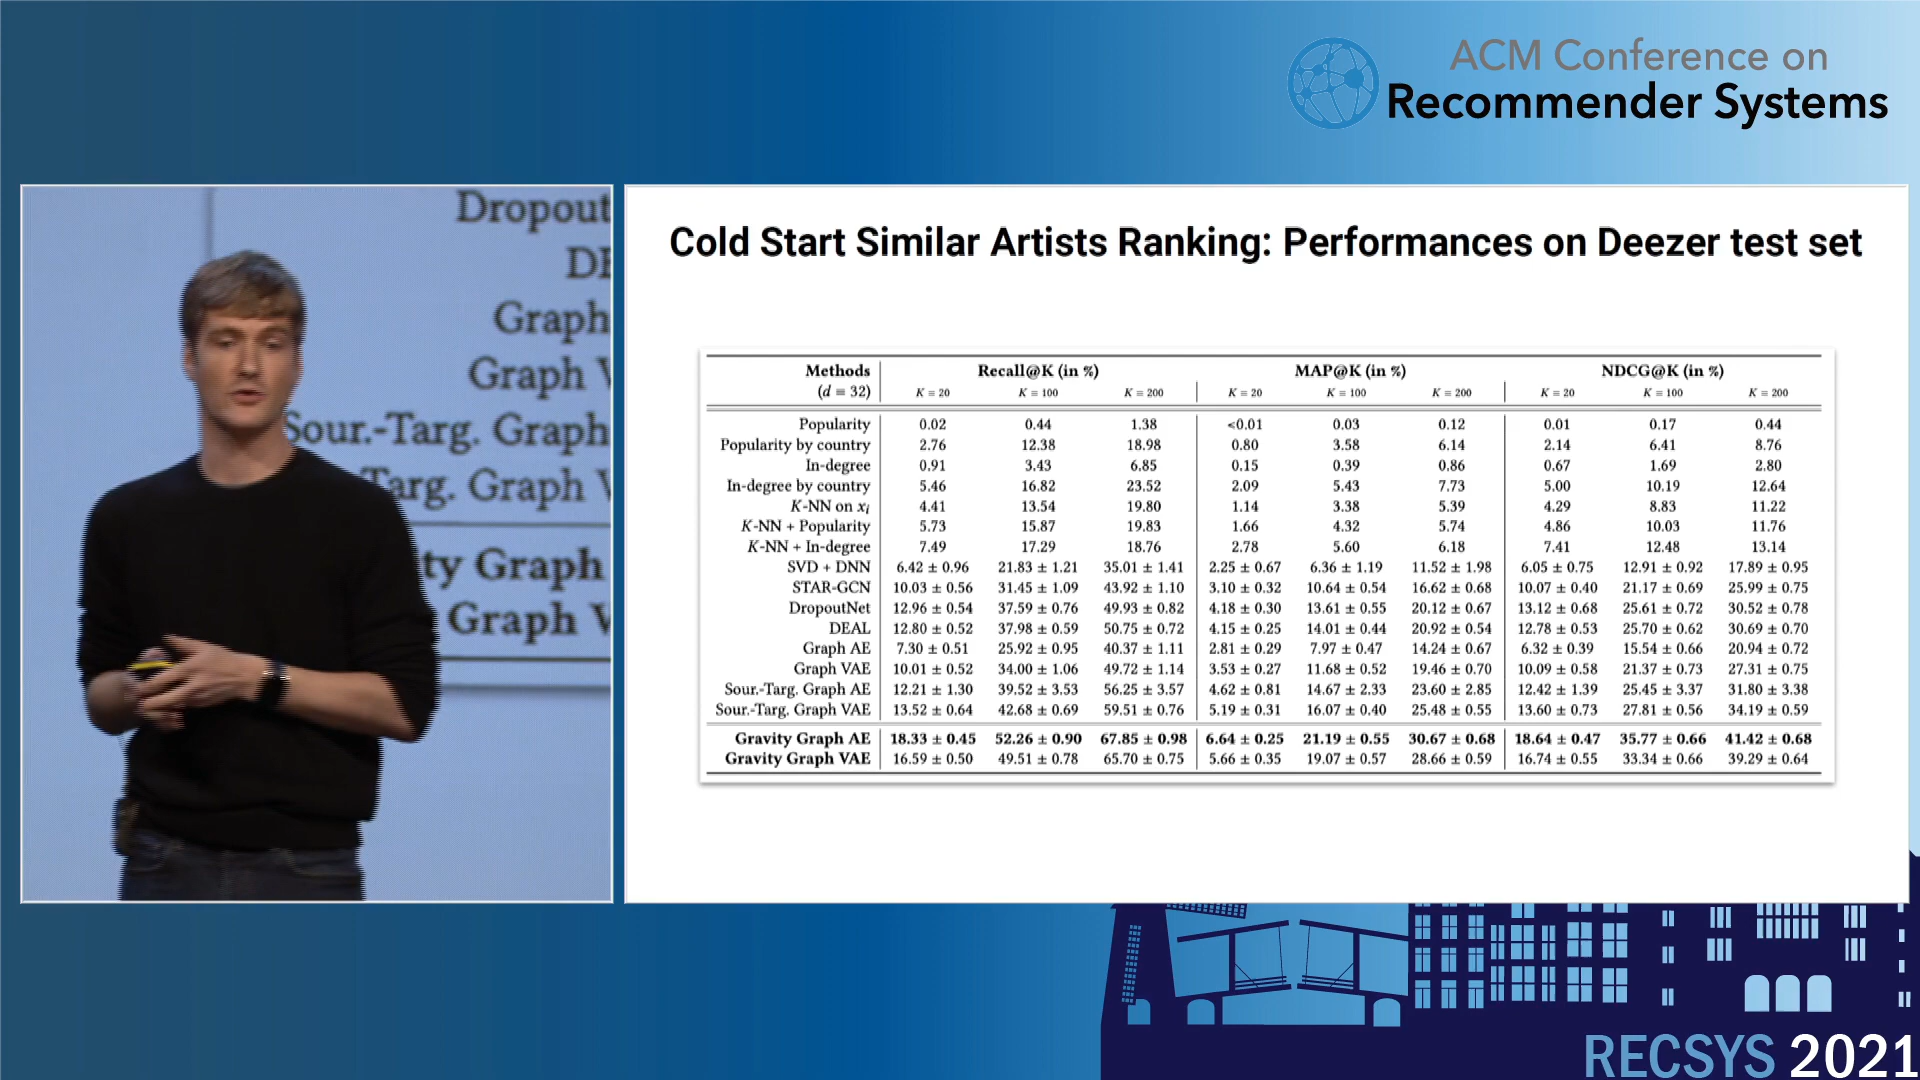 ACM Conference on
Recommender Systems
Dropout
DE
Graph
Graph V
Sour.-Targ. Graph
Targ. Graph V
ty Graph
Graph V
Cold Start Similar Artists Ranking: Performances on Deezer test set
Methods Recall@K (in %) MAP@K (in %) NDCG@K (in %)
(d = 32) K = 20 K = 100 K = 200 K = 20 K = 100 K = 200 K = 20 K = 100 K = 200
Popularity 0.02 0.44 1.38 <0.01 0.03 0.12 0.01 0.17 0.44
Popularity by country 2.76 12.38 18.98 0.80 3.58 6.14 2.14 6.41 8.76
In-degree 0.91 3.43 6.85 0.15 0.39 0.86 0.67 1.69 2.80
In-degree by country 5.46 16.82 23.52 2.09 5.43 7.73 5.00 10.19 12.64
K-NN on xi 4.41 13.54 19.80 1.14 3.38 5.39 4.29 8.83 11.22
K-NN + Popularity 5.73 15.87 19.83 1.66 4.32 5.74 4.86 10.03 11.76
K-NN + In-degree 7.49 17.29 18.76 2.78 5.60 6.18 7.41 12.48 13.14
SVD + DNN 6.42 ± 0.96 21.83 ± 1.21 35.01 ± 1.41 2.25 ± 0.67 6.36 ± 1.19 11.52 ± 1.98 6.05 ± 0.75 12.91 ± 0.92 17.89 ± 0.95
STAR-GCN 10.03 ± 0.56 31.45 ± 1.09 43.92 ± 1.10 3.10 ± 0.32 10.64 ± 0.54 16.62 ± 0.68 10.07 ± 0.40 21.17 ± 0.69 25.99 ± 0.75
DropoutNet 12.96 ± 0.54 37.59 ± 0.76 49.93 ± 0.82 4.18 ± 0.30 13.61 ± 0.55 20.12 ± 0.67 13.12 ± 0.68 25.61 ± 0.72 30.52 ± 0.78
DEAL 12.80 ± 0.52 37.98 ± 0.59 50.75 ± 0.72 4.15 ± 0.25 14.01 ± 0.44 20.92 ± 0.54 12.78 ± 0.53 25.70 ± 0.62 30.69 ± 0.70
Graph AE 7.30 ± 0.51 25.92 ± 0.95 40.37 ± 1.11 2.81 ± 0.29 7.97 ± 0.47 14.24 ± 0.67 6.32 ± 0.39 15.54 ± 0.66 20.94 ± 0.72
Graph VAE 10.01 ± 0.52 34.00 ± 1.06 49.72 ± 1.14 3.53 ± 0.27 11.68 ± 0.52 19.46 ± 0.70 10.09 ± 0.58 21.37 ± 0.73 27.31 ± 0.75
Sour.-Targ. Graph AE 12.21 ± 1.30 39.52 ± 3.53 56.25 ± 3.57 4.62 ± 0.81 14.67 ± 2.33 23.60 ± 2.85 12.42 ± 1.39 25.45 ± 3.37 31.80 ± 3.38
Sour.-Targ. Graph VAE 13.52 ± 0.64 42.68 ± 0.69 59.51 ± 0.76 5.19 ± 0.31 16.07 ± 0.40 25.48 ± 0.55 13.60 ± 0.73 27.81 ± 0.56 34.19 ± 0.59
Gravity Graph AE 18.33 ± 0.45 52.26 ± 0.90 67.85 ± 0.98 6.64 ± 0.25 21.19 ± 0.55 30.67 ± 0.68 18.64 ± 0.47 35.77 ± 0.66 41.42 ± 0.68
Gravity Graph VAE 16.59 ± 0.50 49.51 ± 0.78 65.70 ± 0.75 5.66 ± 0.35 19.07 ± 0.57 28.66 ± 0.59 16.74 ± 0.55 33.34 ± 0.66 39.29 ± 0.64
RECSYS 2021